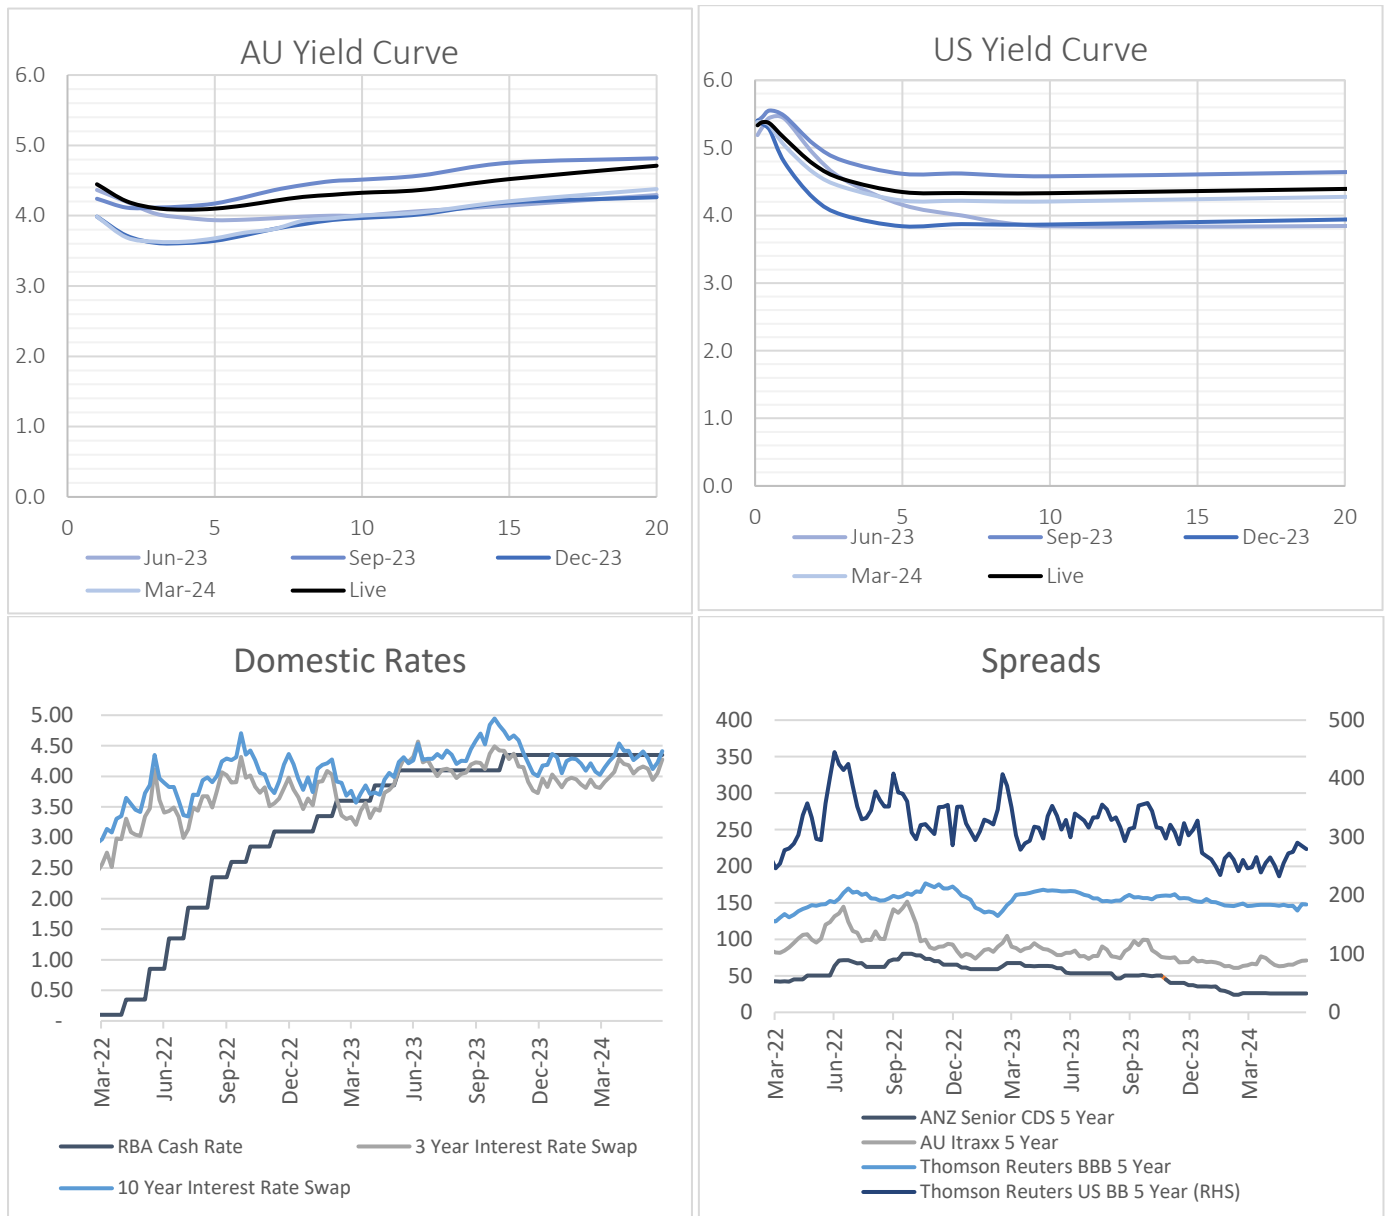 AU Yield Curve
6.0
5.0
4.0
3.0
2.0
1.0
0.0
0 5 10 15 20
Jun-23 Sep-23 Dec-23
Mar-24 Live
US Yield Curve
6.0
5.0
4.0
3.0
2.0
1.0
0.0
0 5 10 15 20
Jun-23 Sep-23 Dec-23
Mar-24 Live
Domestic Rates
5.00
4.50
4.00
3.50
3.00
2.50
2.00
1.50
1.00
0.50
-
Mar-22 Jun-22 Sep-22 Dec-22 Mar-23 Jun-23 Sep-23 Dec-23 Mar-24
RBA Cash Rate 3 Year Interest Rate Swap
10 Year Interest Rate Swap
Spreads
400 500
350
300 400
250 300
200
150 200
100 100
50
0 0
Mar-22 Jun-22 Sep-22 Dec-22 Mar-23 Jun-23 Sep-23 Dec-23 Mar-24
ANZ Senior CDS 5 Year
AU Itraxx 5 Year
Thomson Reuters BBB 5 Year
Thomson Reuters US BB 5 Year (RHS)